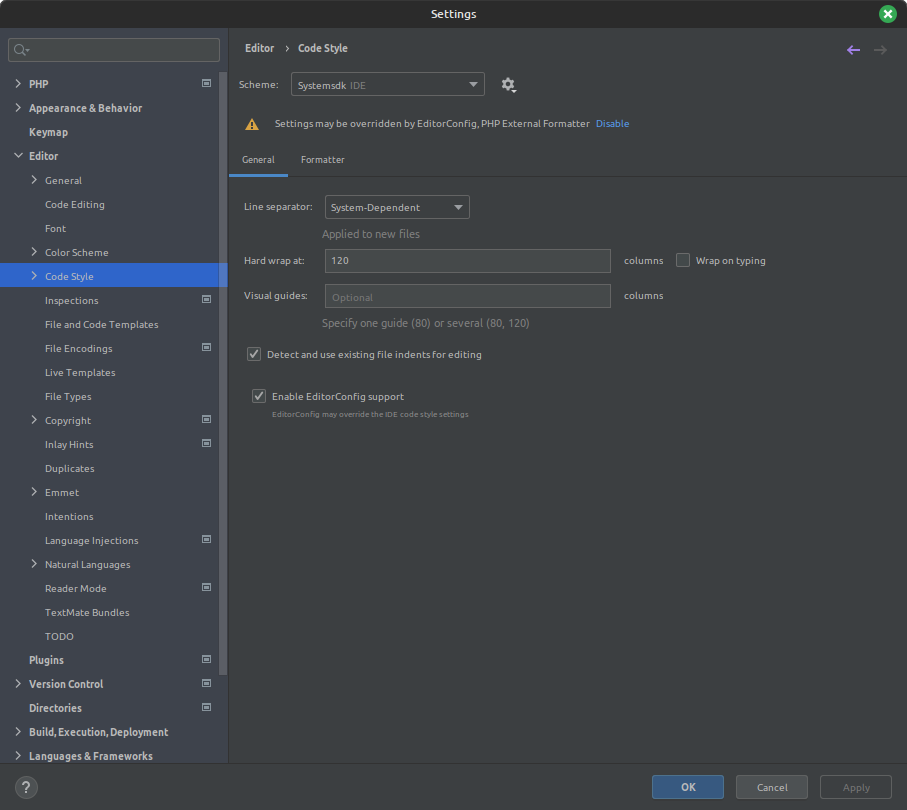 Settings
Editor › Code Style
Scheme: Systemsdk IDE
Settings may be overridden by EditorConfig, PHP External Formatter Disable
General Formatter
Line separator: System-Dependent
Applied to new files
Hard wrap at: 120 columns Wrap on typing
Visual guides: Optional columns
Specify one guide (80) or several (80, 120)
Detect and use existing file indents for editing
Enable EditorConfig support
EditorConfig may override the IDE code style settings
PHP
Appearance & Behavior
Keymap
Editor
General
Code Editing
Font
Color Scheme
Code Style
Inspections
File and Code Templates
File Encodings
Live Templates
File Types
Copyright
Inlay Hints
Duplicates
Emmet
Intentions
Language Injections
Natural Languages
Reader Mode
TextMate Bundles
TODO
Plugins
Version Control
Directories
Build, Execution, Deployment
Languages & Frameworks
? OK Cancel Apply